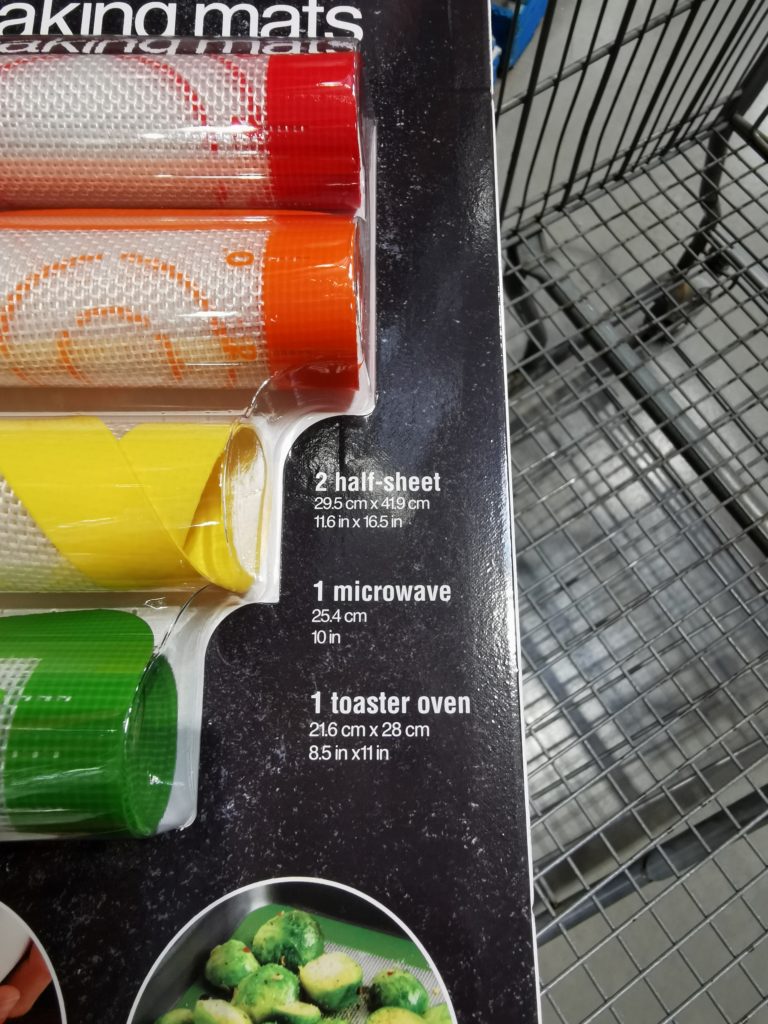 aking mats
2 half-sheet
29.5 cm x 41.9 cm
11.6 in x 16.5 in
1 microwave
25.4 cm
10 in
1 toaster oven
21.6 cm x 28 cm
8.5 in x11 in